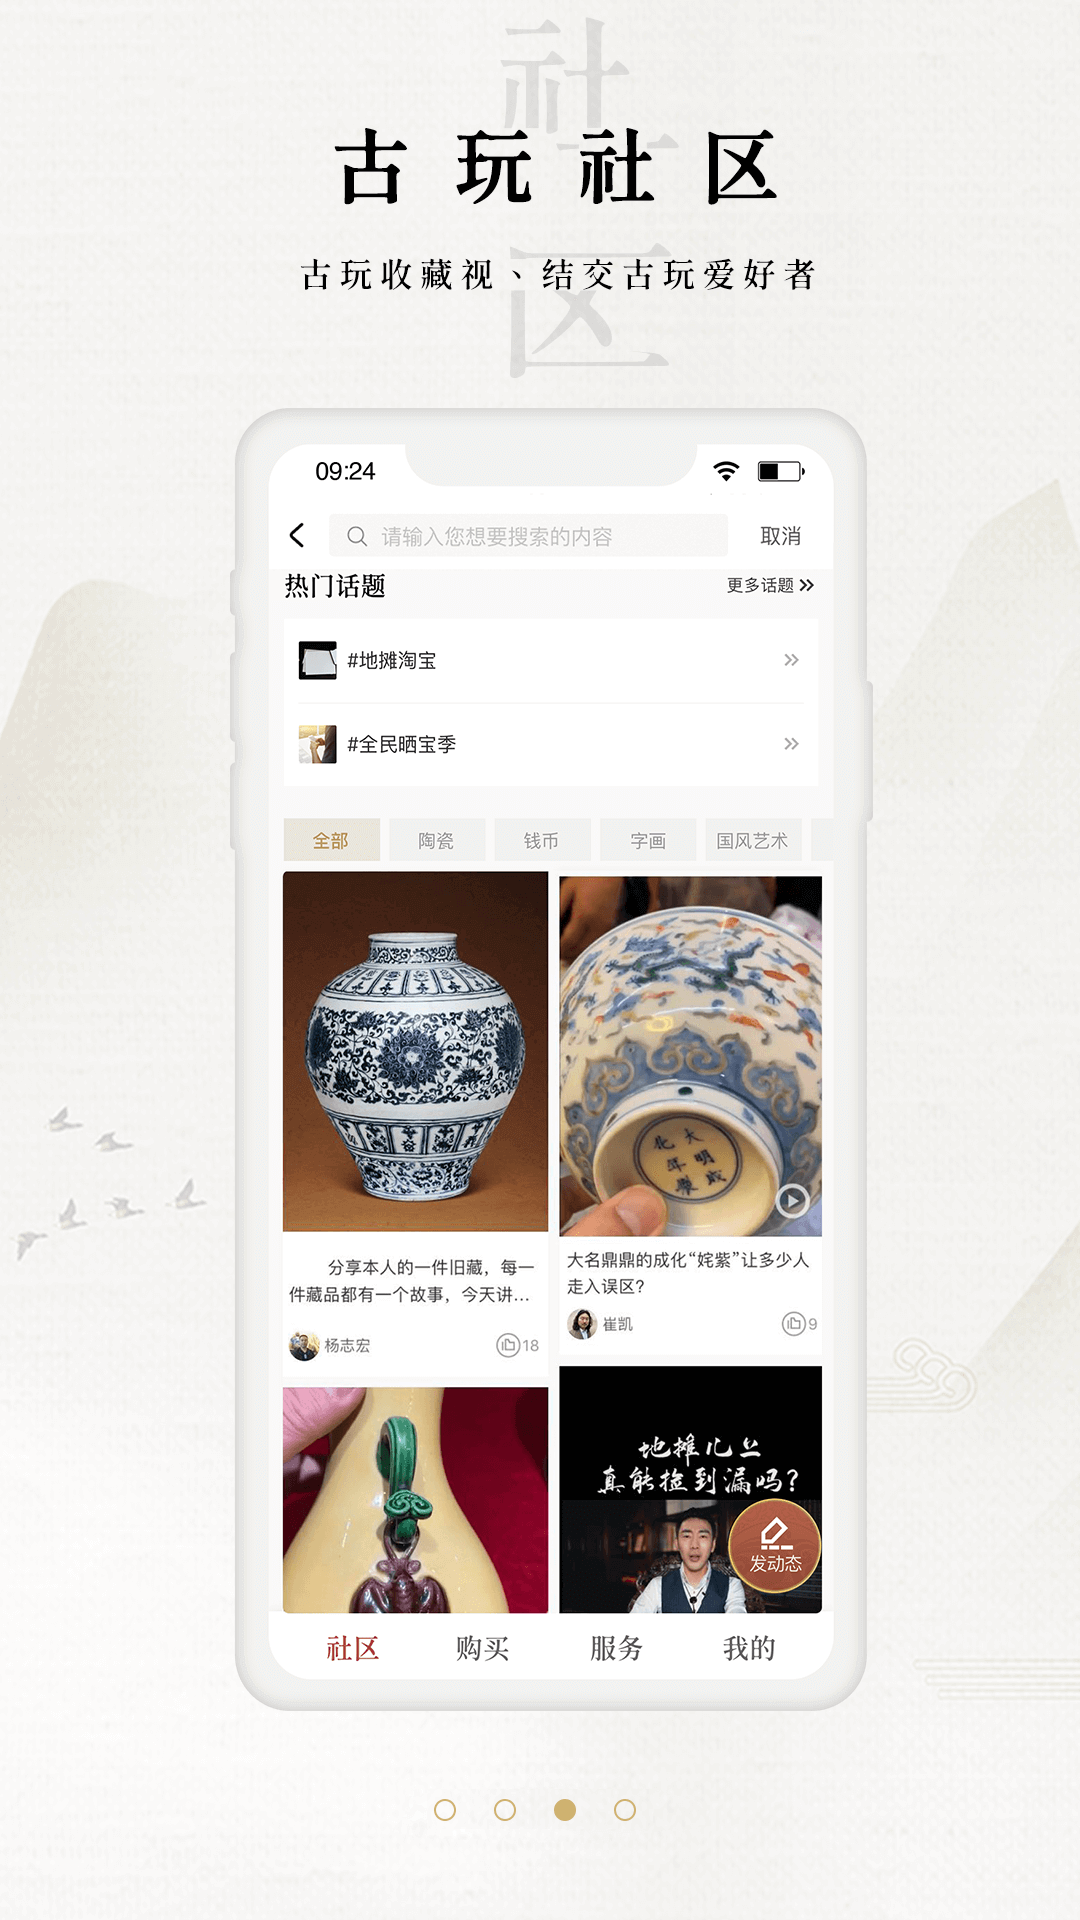 社区
古玩社区
古玩收藏视、结交古玩爱好者
09:24
请输入您想要搜索的内容
取消
热门话题
更多话题
#地摊淘宝
#全民晒宝季
全部
陶瓷
钱币
字画
国风艺术
大明成
化年製
分享本人的一件旧藏，每一
件藏品都有一个故事，今天讲...
杨志宏
18
大名鼎鼎的成化“姹紫”让多少人
走入误区？
崔凯
9
地摊儿上
真能捡到漏吗？
发动态
社区
购买
服务
我的